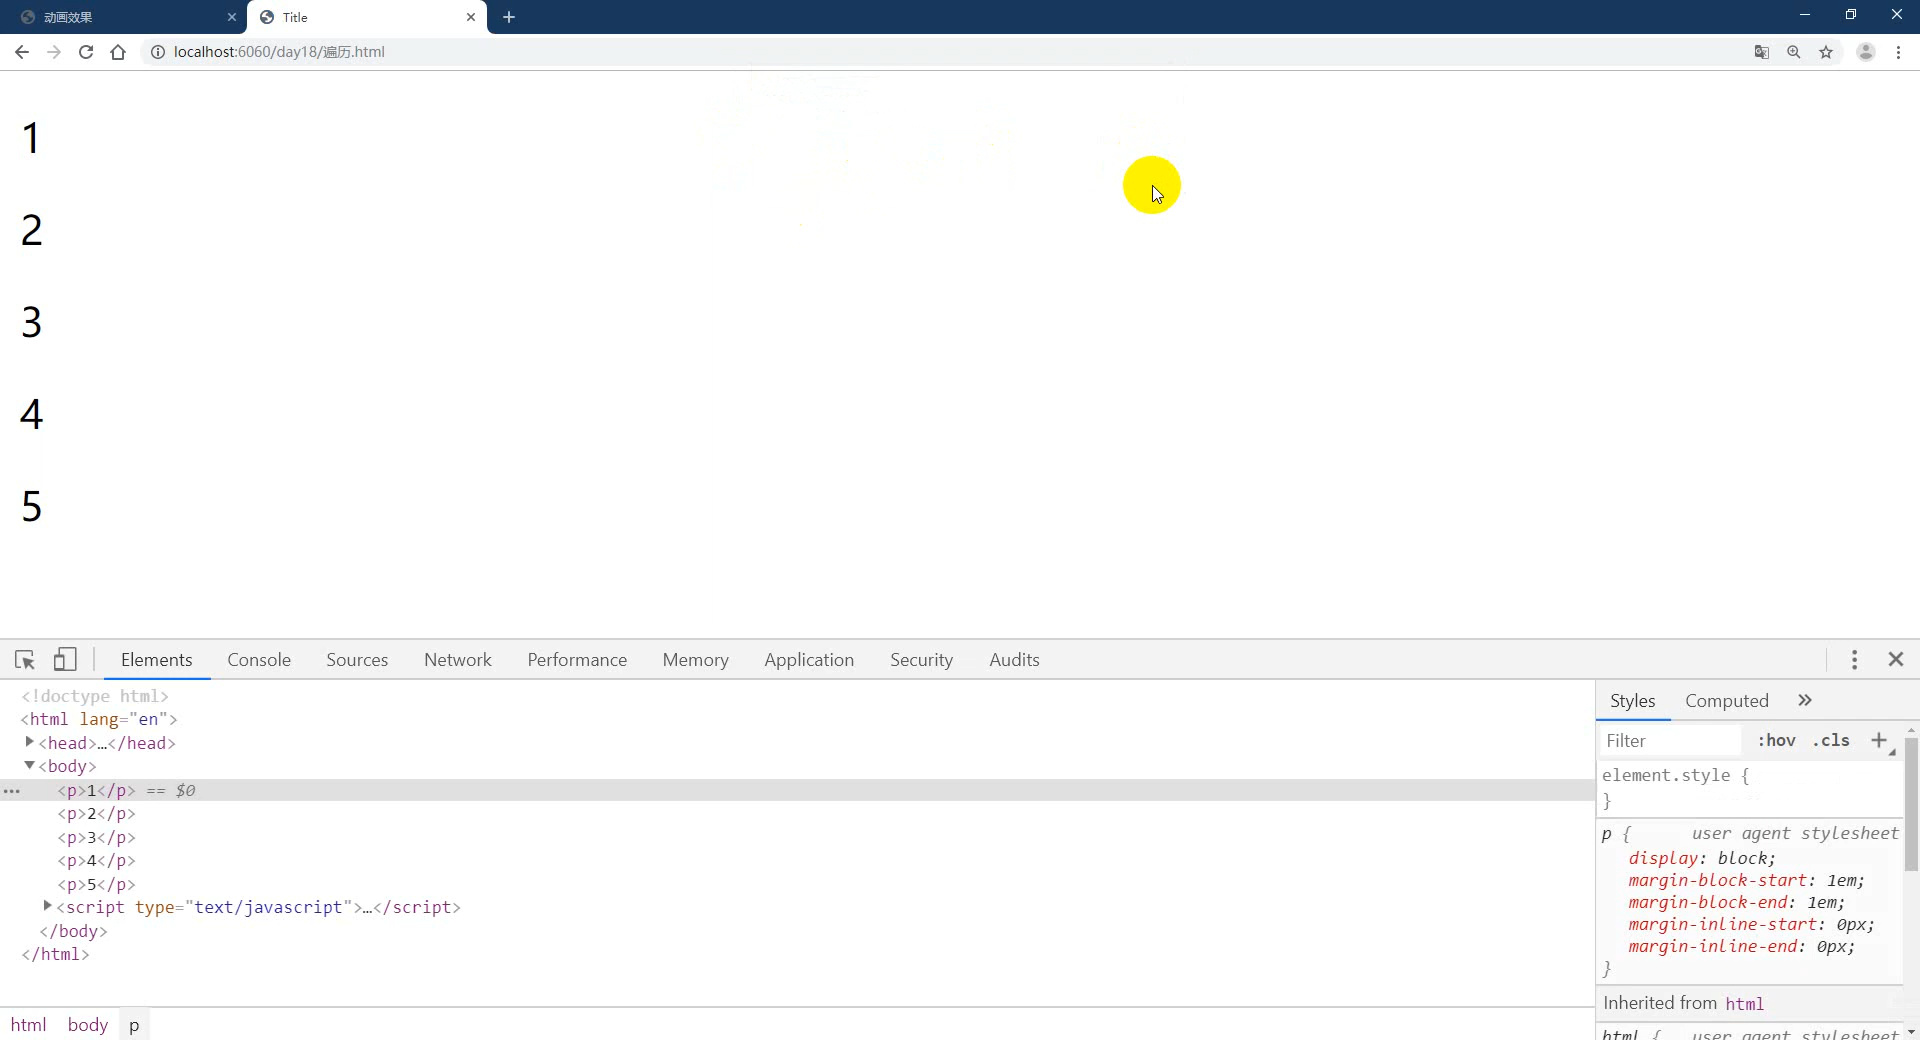 动画效果
Title
localhost:6060/day18/遍历.html
1
2
3
4
5
Elements Console Sources Network Performance Memory Application Security Audits
<!doctype html>
<html lang="en">
<head>…</head>
<body>
<p>1</p> == $0
<p>2</p>
<p>3</p>
<p>4</p>
<p>5</p>
<script type="text/javascript">…</script>
</body>
</html>
html body p
Styles Computed
Filter :hov .cls
element.style {
}
p { user agent stylesheet
display: block;
margin-block-start: 1em;
margin-block-end: 1em;
margin-inline-start: 0px;
margin-inline-end: 0px;
}
Inherited from html
html { user agent stylesheet